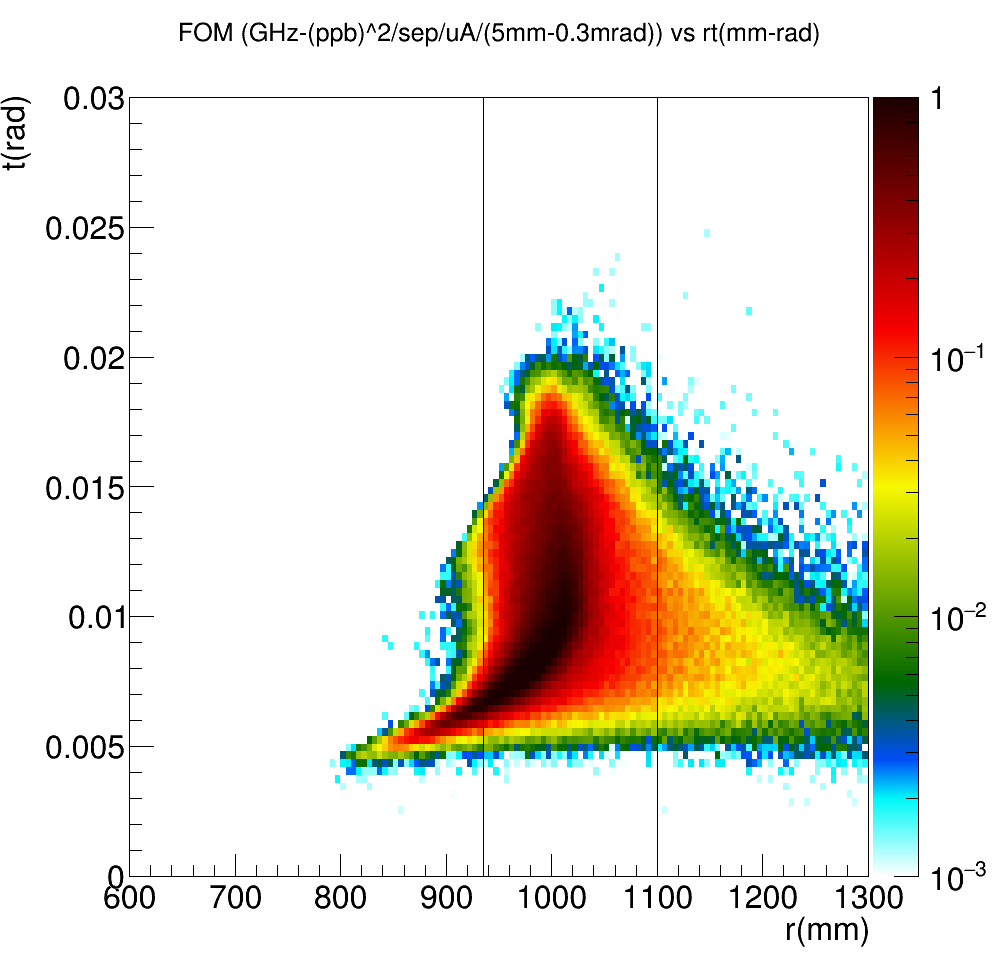 FOM (GHz-(ppb)^2/sep/uA/(5mm-0.3mrad)) vs rt(mm-rad)
t(rad)
0.03
0.025
0.02
0.015
0.01
0.005
0
600 700 800 900 1000 1100 1200 1300
r(mm)
1
10⁻¹
10⁻²
10⁻³